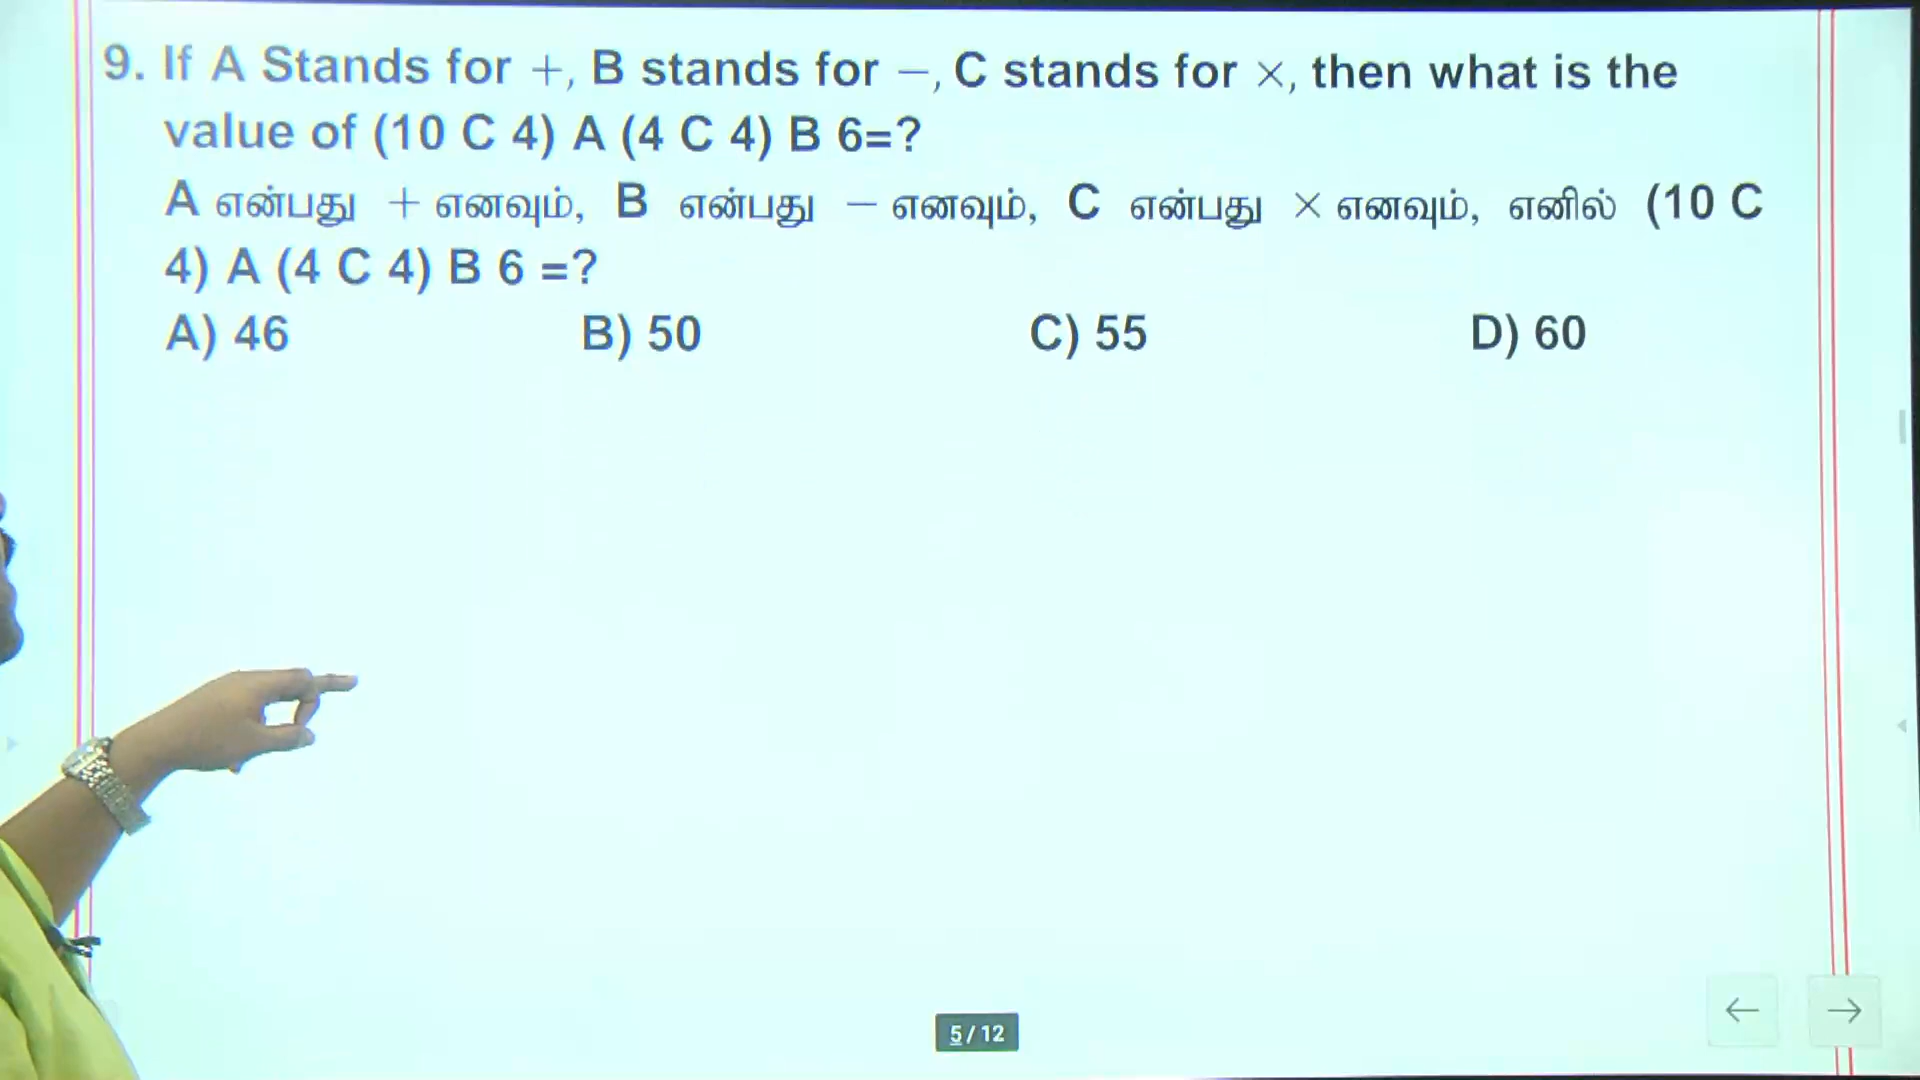 9. If A Stands for +, B stands for −, C stands for ×, then what is the
value of (10 C 4) A (4 C 4) B 6=?
A என்பது + எனவும், B என்பது − எனவும், C என்பது × எனவும், எனில் (10 C
4) A (4 C 4) B 6 =?
A) 46 B) 50 C) 55 D) 60
5 / 12